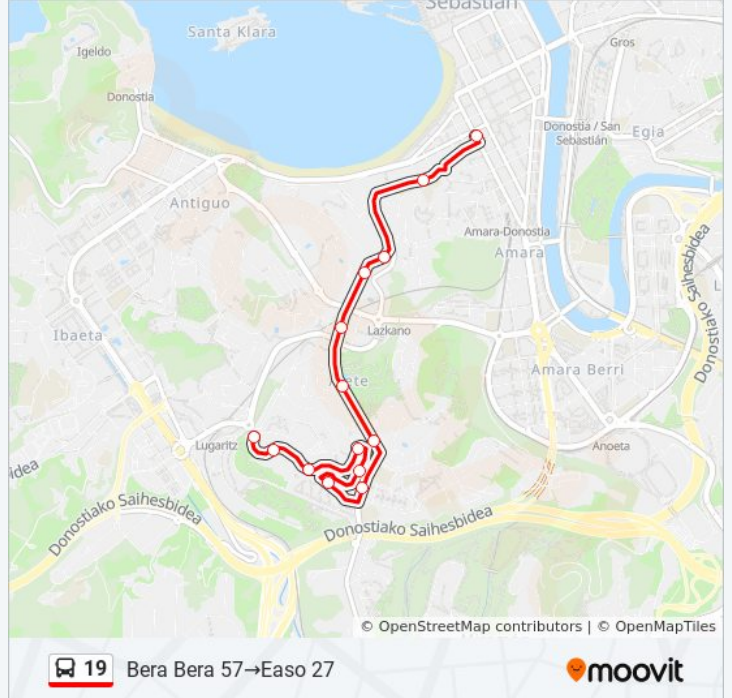 Sebastián
Santa Klara
Gros
Igeldo
Donostia
Donostia / San
Sebastián
Egia
Antiguo
Amara-Donostia
Amara
Donostiako Saihesbidea
Ibaeta
Lazkano
Amara Berri
ete
Lugaritz
Anoeta
idea
Donostiako Saihesbidea
Donostiako Saihesbidea
© OpenStreetMap contributors | © OpenMapTiles
19 Bera Bera 57→Easo 27
moovit